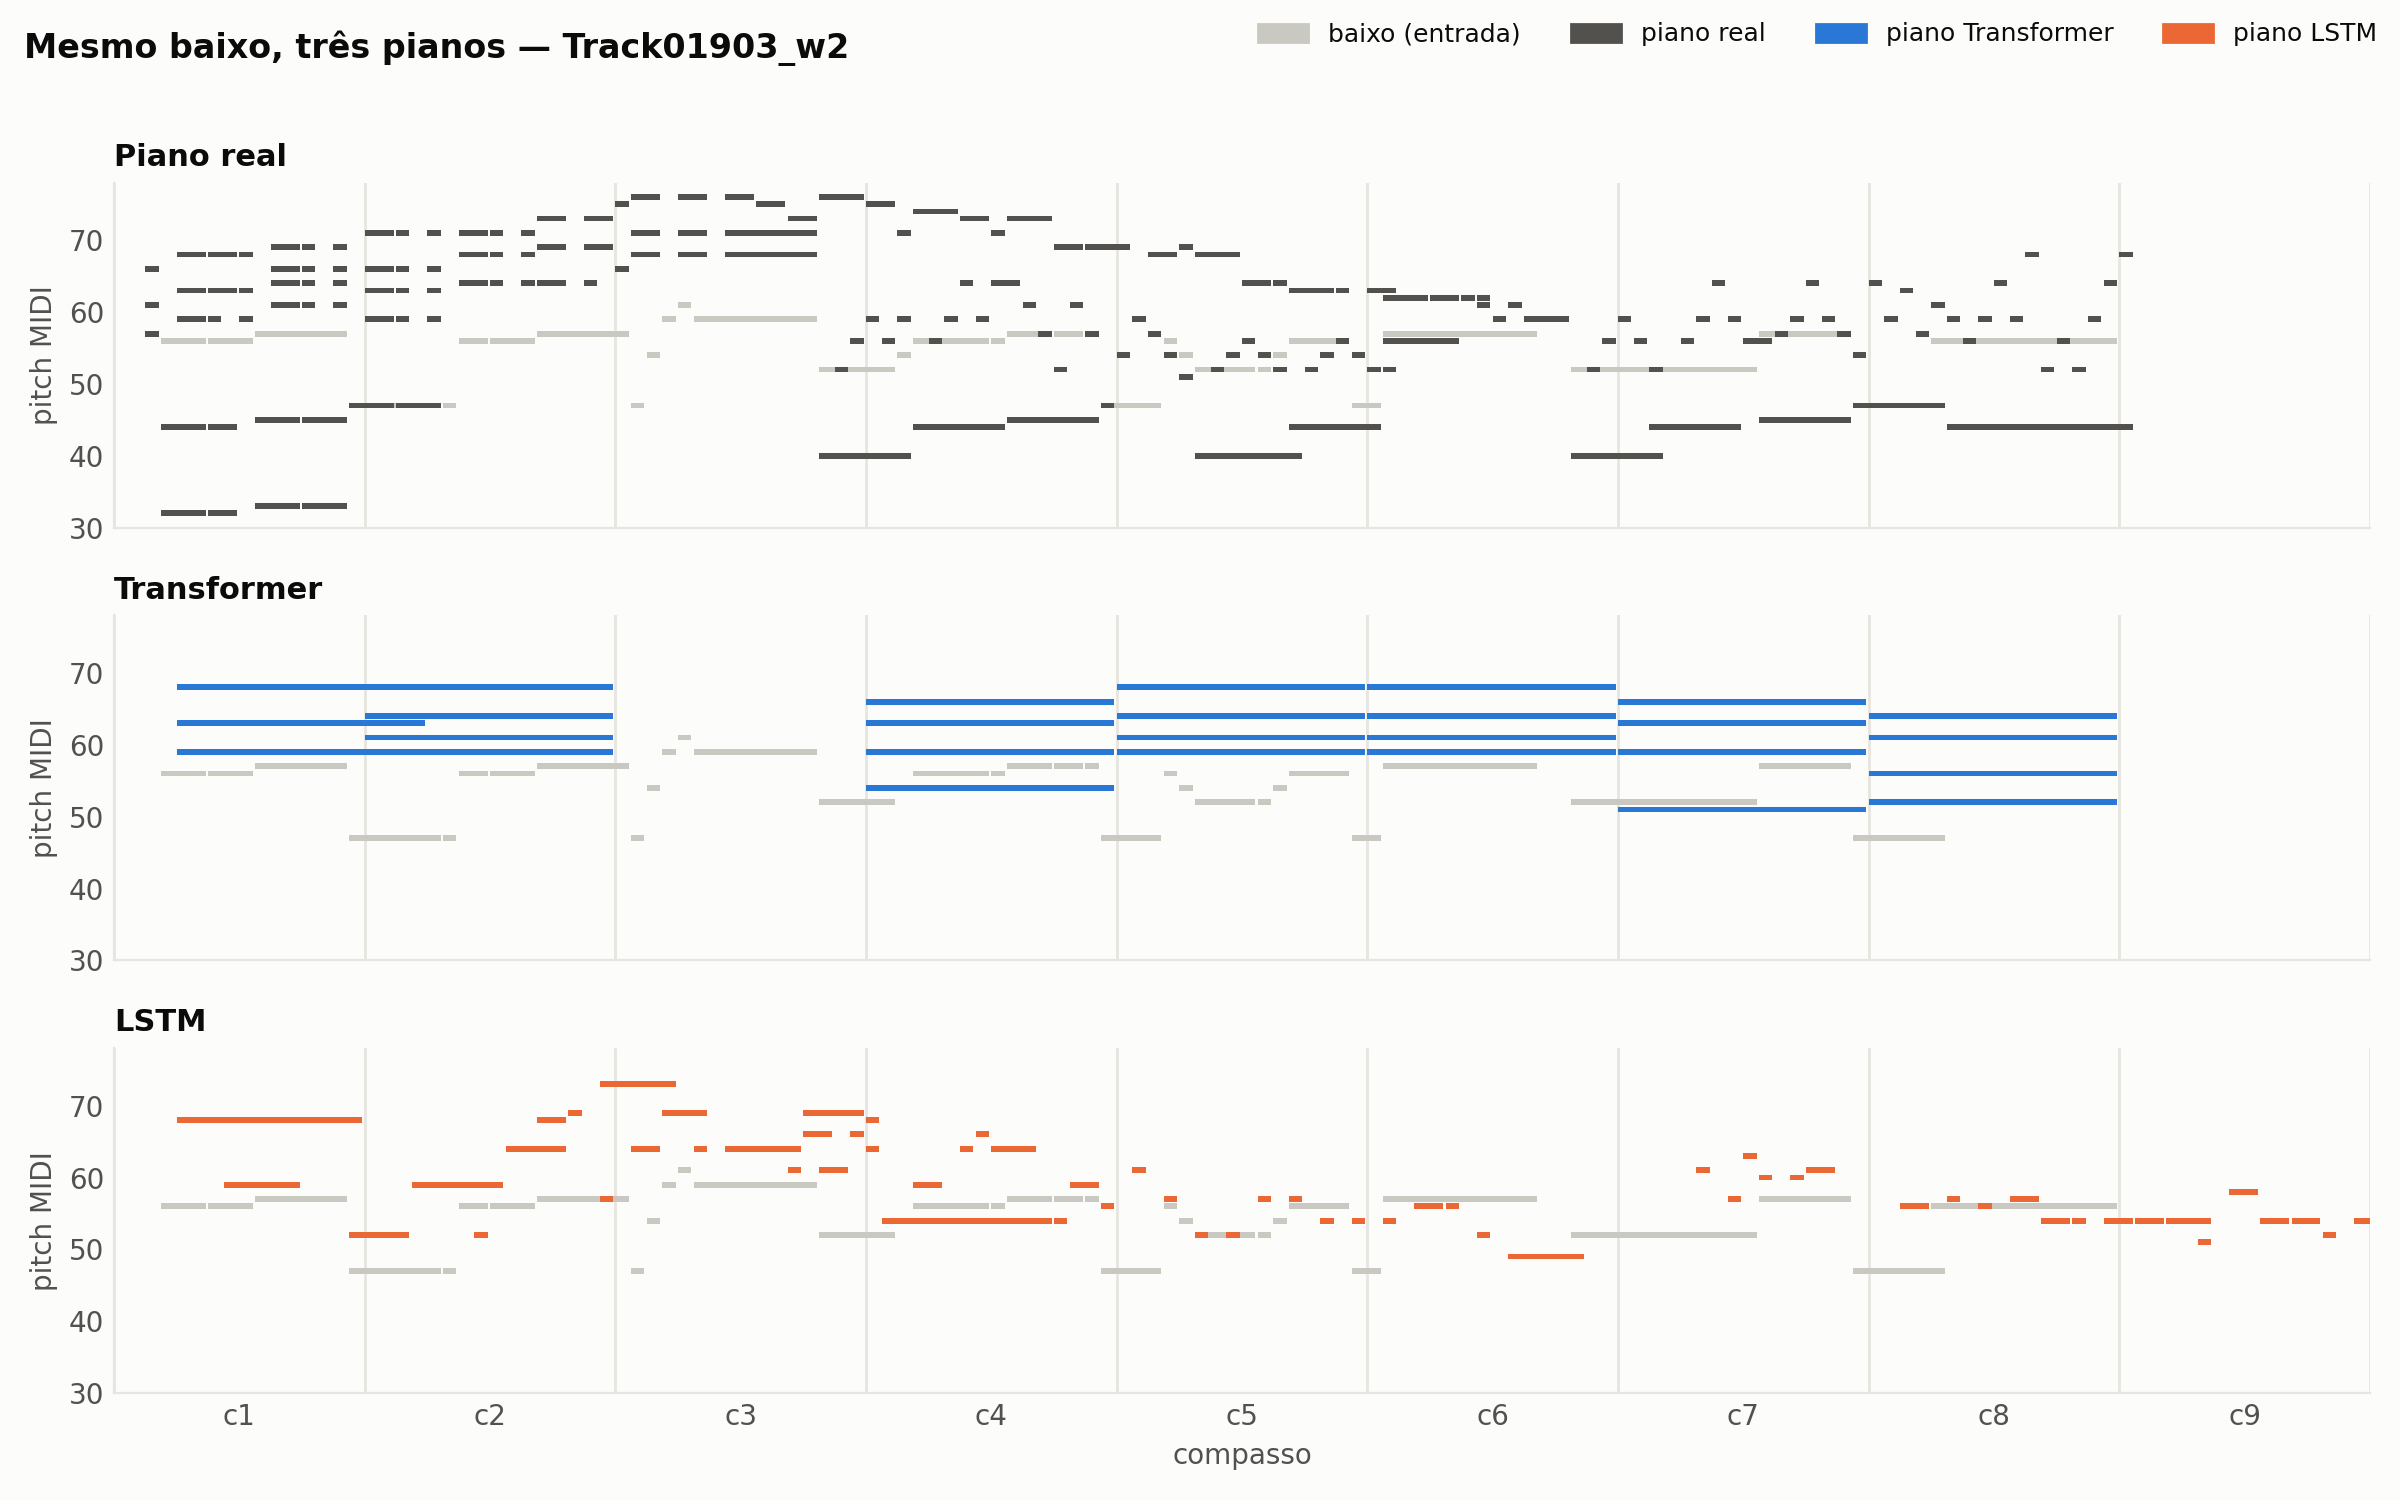 Mesmo baixo, três pianos — Track01903_w2
baixo (entrada) piano real piano Transformer piano LSTM
Piano real
pitch MIDI
70
60
50
40
30
Transformer
pitch MIDI
70
60
50
40
30
LSTM
pitch MIDI
70
60
50
40
30
c1 c2 c3 c4 c5 c6 c7 c8 c9
compasso